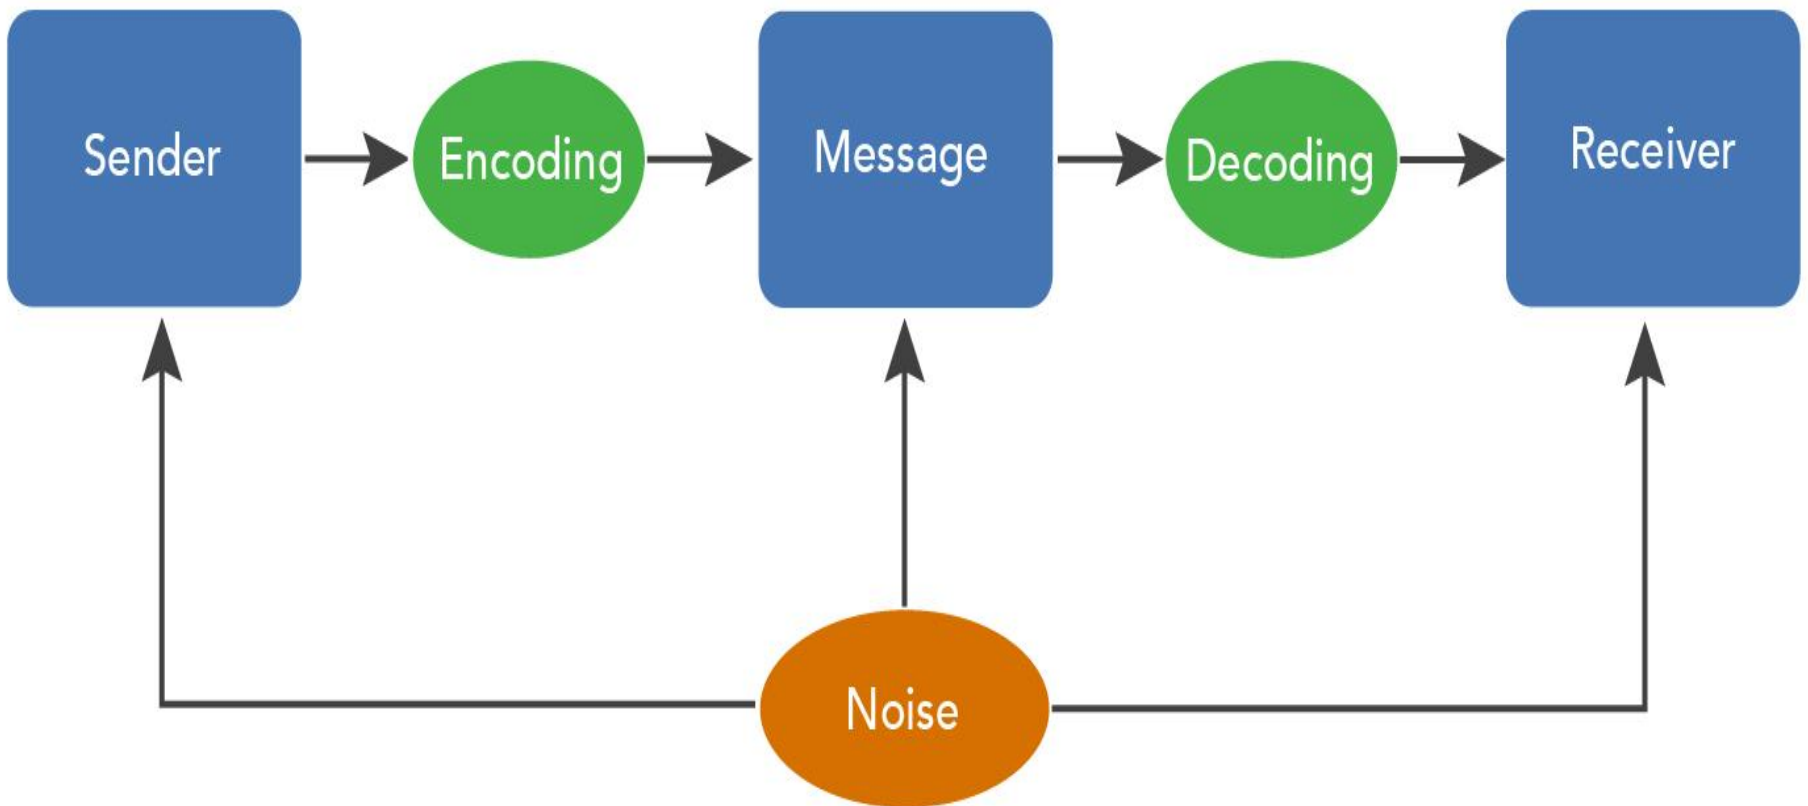 Sender
Encoding
Message
Decoding
Receiver
Noise